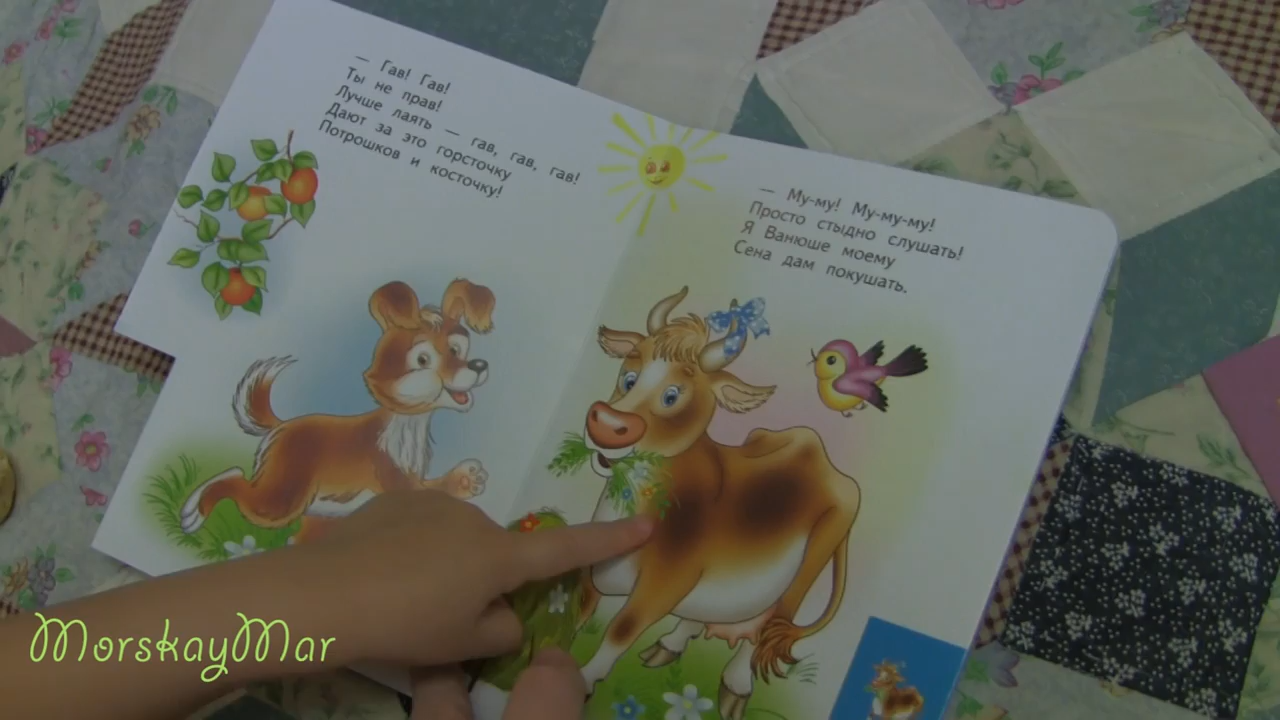 — Гав! Гав!
Ты не прав!
Лучше лаять — гав, гав, гав!
Дают за это горсточку
Потрошков и косточку!
— Му-му! Му-му-му!
Просто стыдно слушать!
Я Ванюше моему
Сена дам покушать.
MorskayMar